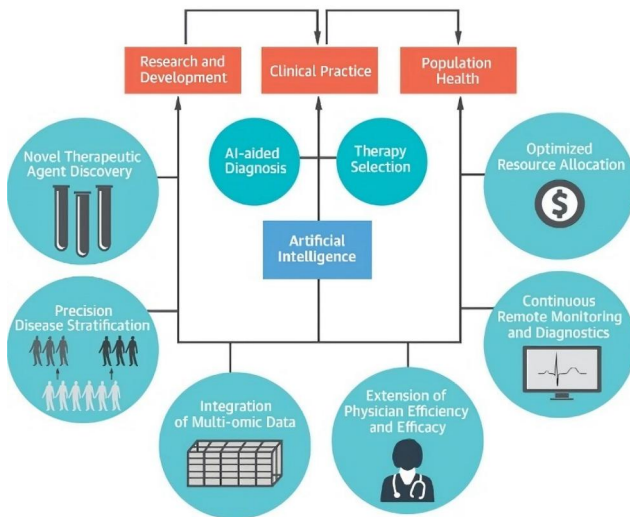 Research and
Development
Clinical Practice
Population
Health
Novel Therapeutic
Agent Discovery
AI-aided
Diagnosis
Therapy
Selection
Optimized
Resource Allocation
$
Artificial
Intelligence
Precision
Disease Stratification
Continuous
Remote Monitoring
and Diagnostics
Integration
of Multi-omic Data
Extension of
Physician Efficiency
and Efficacy